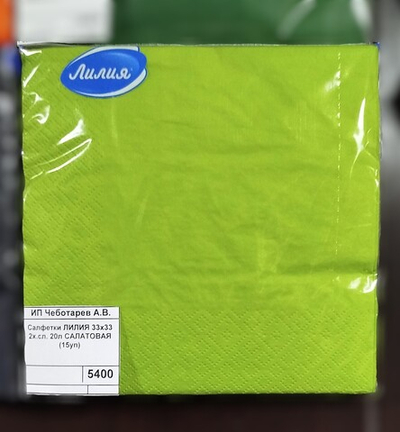 Лилия
ИП Чеботарев А.В.
Салфетки ЛИЛИЯ 33х33
2х.сл. 20л САЛАТОВАЯ
(15уп)
5400